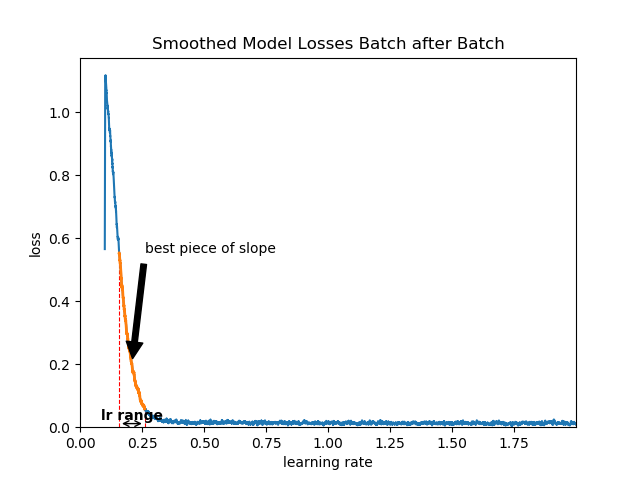 Smoothed Model Losses Batch after Batch
loss
1.0
0.8
0.6
0.4
0.2
0.0
best piece of slope
lr range
0.00 0.25 0.50 0.75 1.00 1.25 1.50 1.75
learning rate